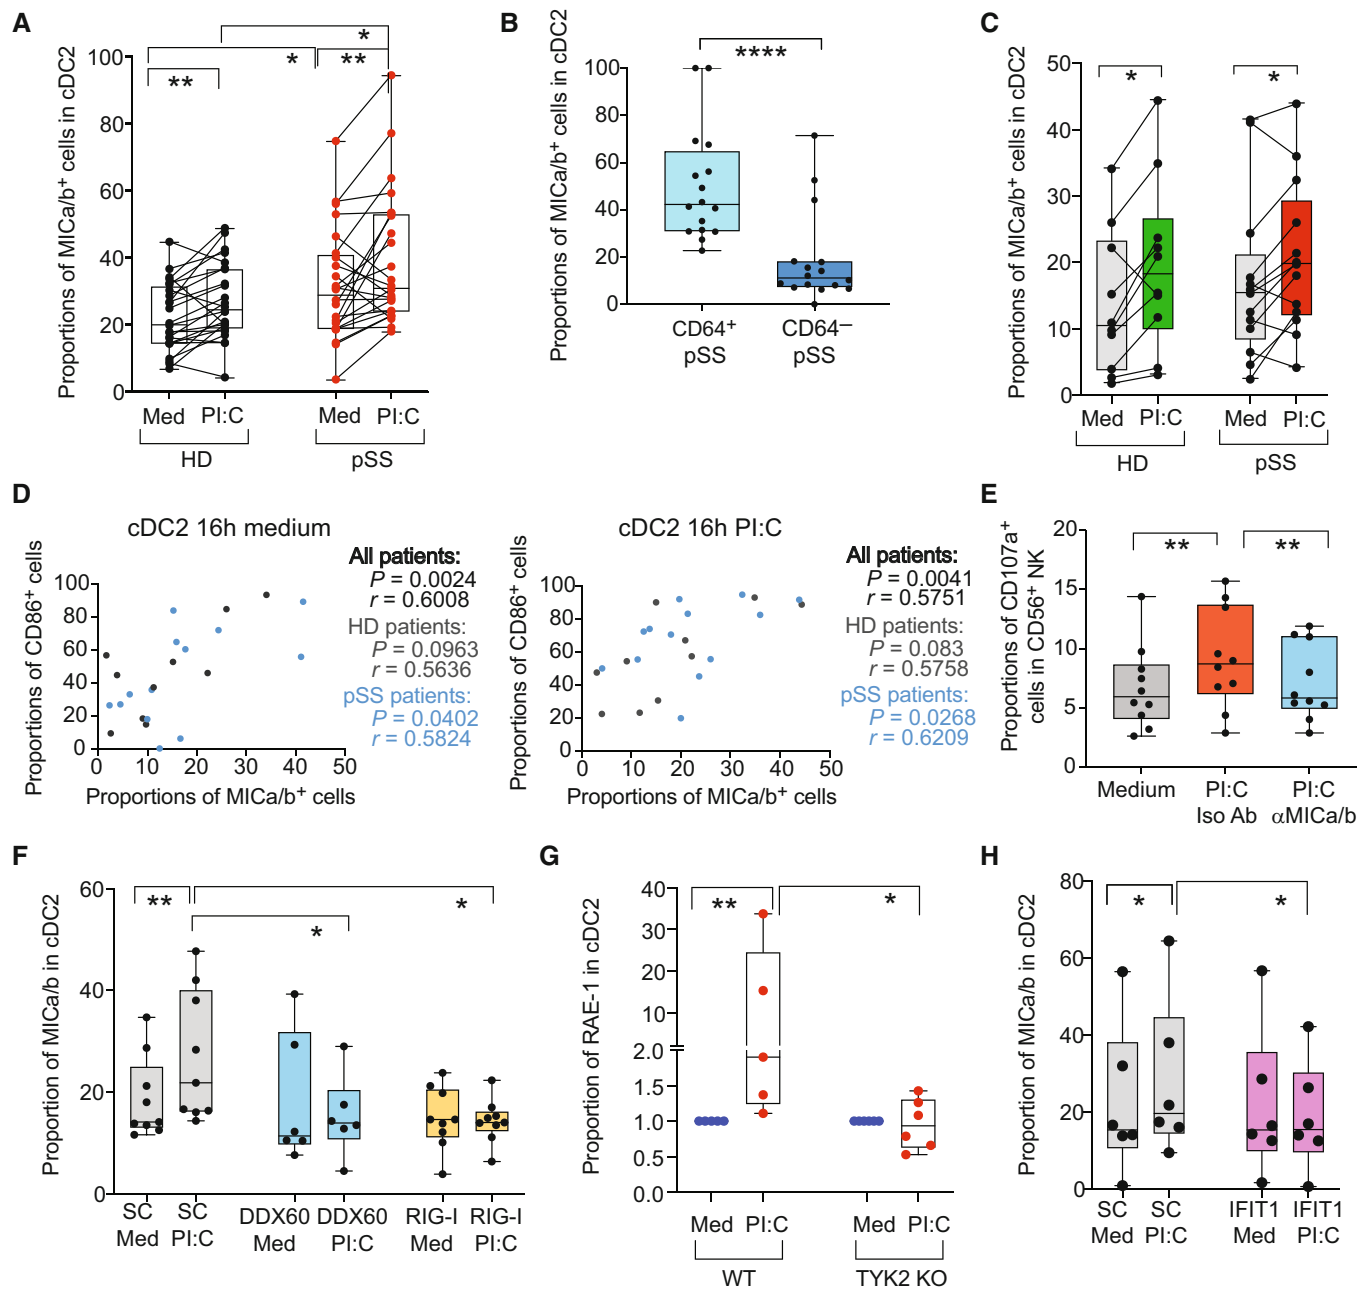 A
Proportions of MICa/b⁺ cells in cDC2
100
80
60
40
20
0
**
*
**
*
Med
PI:C
Med
PI:C
HD
pSS
B
Proportions of MICa/b⁺ cells in cDC2
100
80
60
40
20
0
****
CD64⁺
pSS
CD64⁻
pSS
C
Proportions of MICa/b⁺ cells in cDC2
50
40
30
20
10
0
*
*
Med
PI:C
Med
PI:C
HD
pSS
D
cDC2 16h medium
Proportions of CD86⁺ cells
100
80
60
40
20
0
0 10 20 30 40 50
Proportions of MICa/b⁺ cells
All patients:
P = 0.0024
r = 0.6008
HD patients:
P = 0.0963
r = 0.5636
pSS patients:
P = 0.0402
r = 0.5824
cDC2 16h PI:C
Proportions of CD86⁺ cells
100
80
60
40
20
0
0 10 20 30 40 50
Proportions of MICa/b⁺ cells
All patients:
P = 0.0041
r = 0.5751
HD patients:
P = 0.083
r = 0.5758
pSS patients:
P = 0.0268
r = 0.6209
E
Proportions of CD107a⁺
cells in CD56⁺ NK
20
15
10
5
0
**
**
Medium
PI:C
Iso Ab
PI:C
αMICa/b
F
Proportion of MICa/b in cDC2
60
40
20
0
**
*
*
SC
Med
SC
PI:C
DDX60
Med
DDX60
PI:C
RIG-I
Med
RIG-I
PI:C
G
Proportion of RAE-1 in cDC2
40
30
20
10
2.0
1.5
1.0
0.5
0.0
**
*
Med
PI:C
Med
PI:C
WT
TYK2 KO
H
Proportion of MICa/b in cDC2
80
60
40
20
0
*
*
SC
Med
SC
PI:C
IFIT1
Med
IFIT1
PI:C